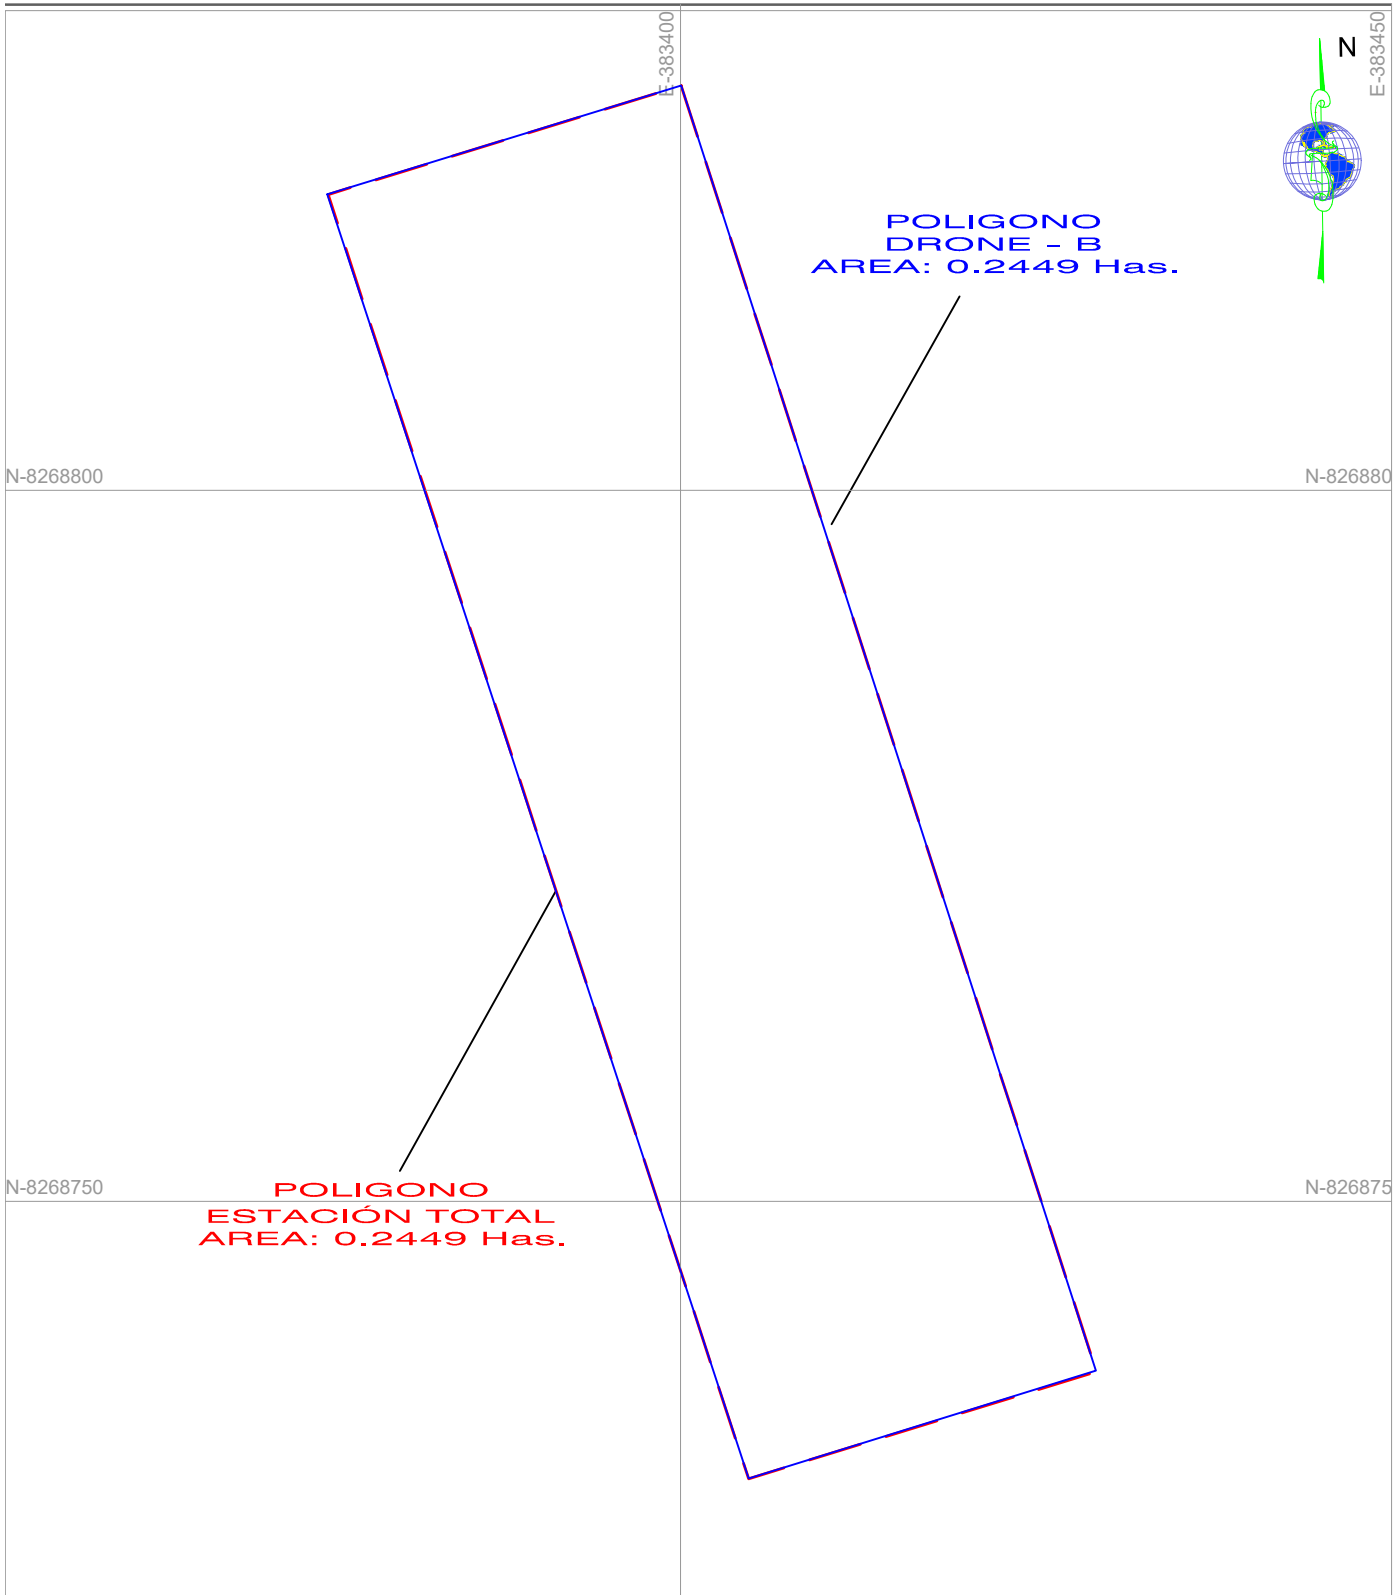 E-383400
E-383450
N
POLIGONO
DRONE - B
AREA: 0.2449 Has.
N-8268800
N-826880
N-8268750
N-826875
POLIGONO
ESTACIÓN TOTAL
AREA: 0.2449 Has.